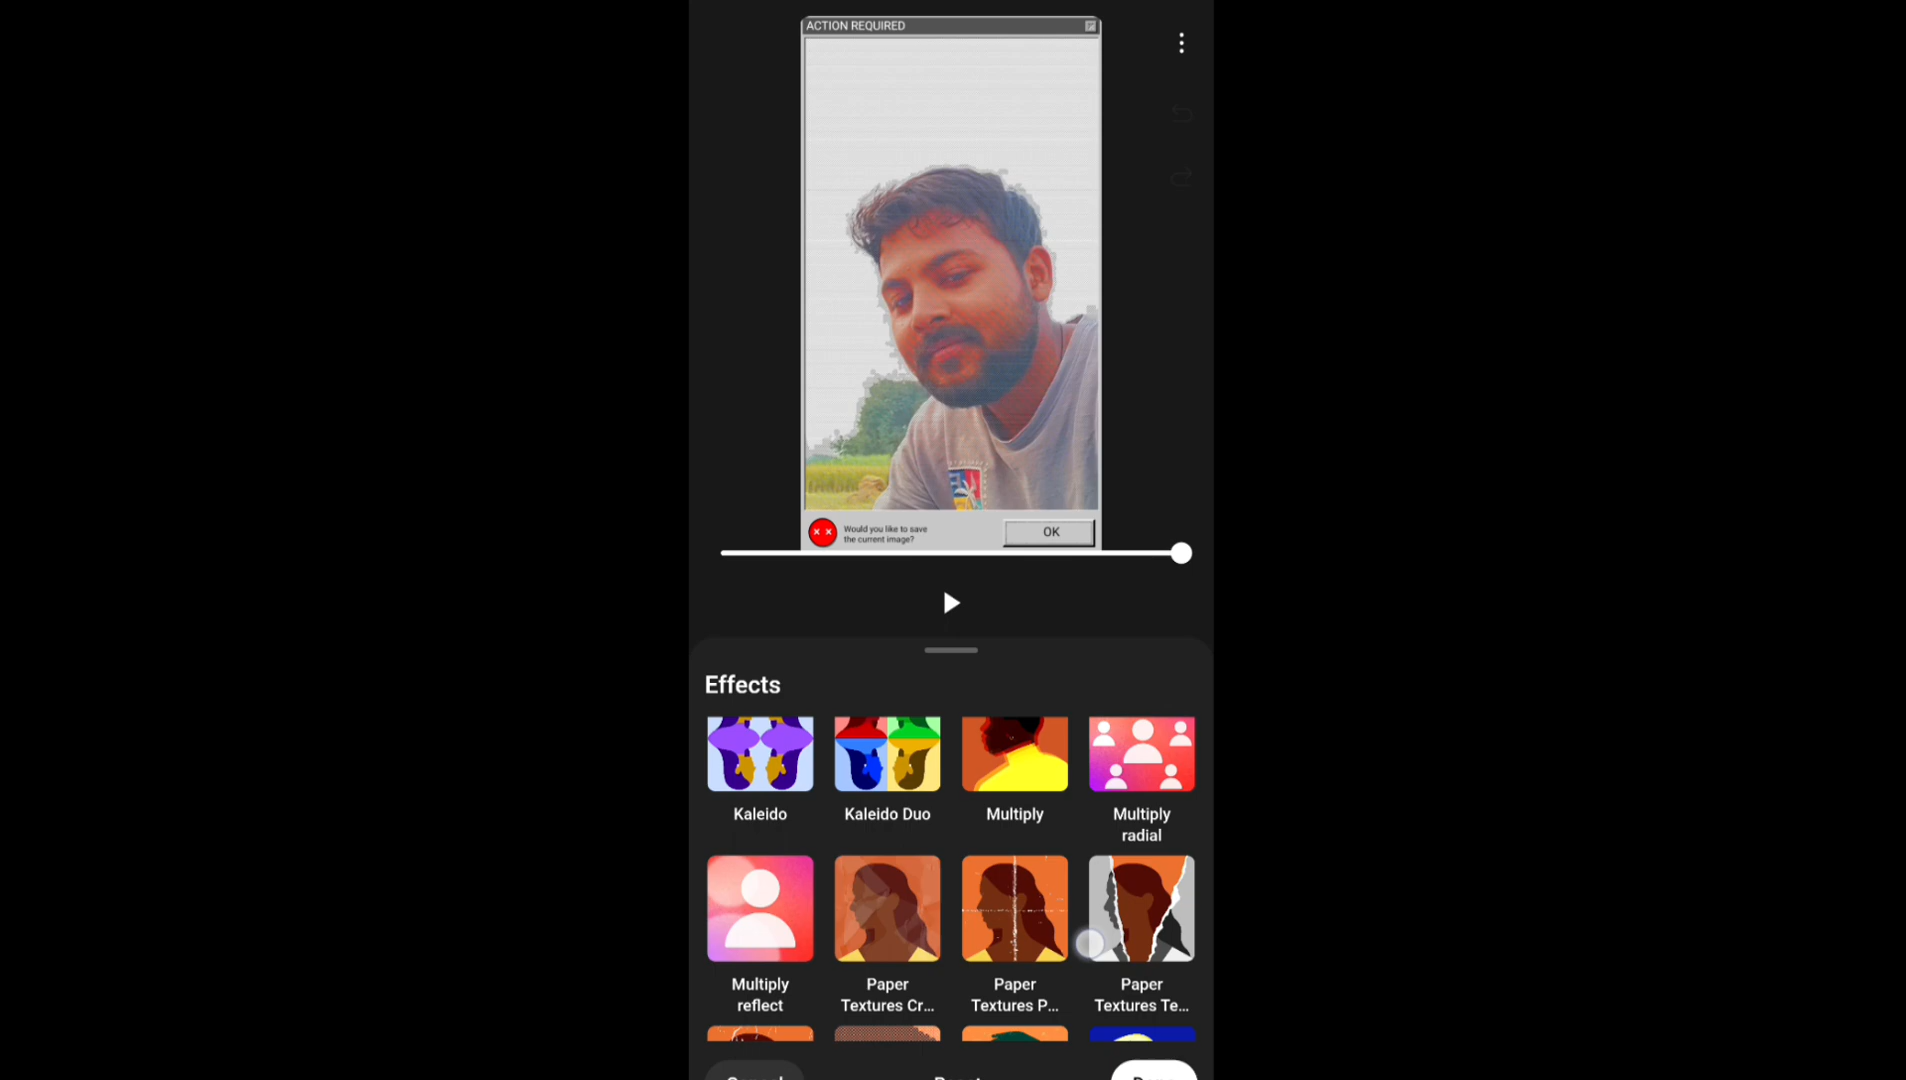 ACTION REQUIRED
Would you like to save
the current image?
OK
Effects
Kaleido
Kaleido Duo
Multiply
Multiply
radial
Multiply
reflect
Paper
Textures Cr...
Paper
Textures P...
Paper
Textures Te...